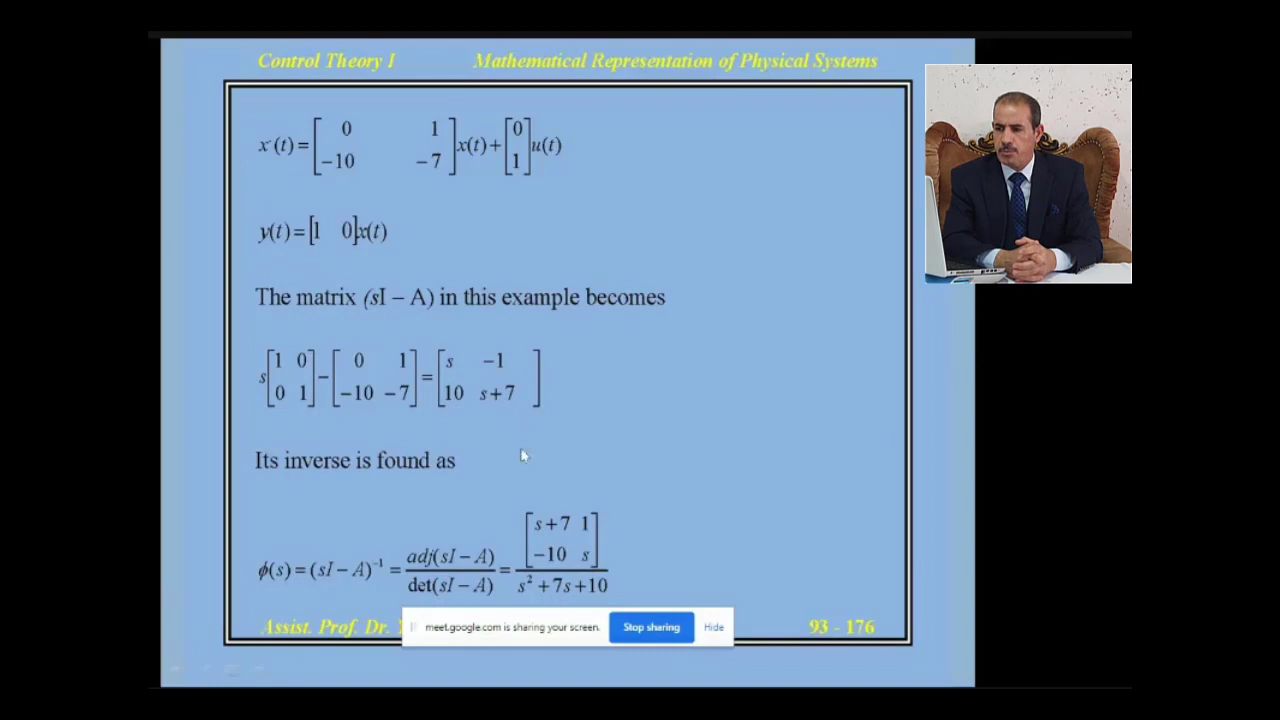 Control Theory I Mathematical Representation of Physical Systems
x˙(t) = [ 0 1 ; −10 −7 ] x(t) + [ 0 ; 1 ] u(t)
y(t) = [1 0] x(t)
The matrix (sI − A) in this example becomes
s [ 1 0 ; 0 1 ] − [ 0 1 ; −10 −7 ] = [ s −1 ; 10 s+7 ]
Its inverse is found as
ϕ(s) = (sI − A)⁻¹ = adj(sI − A) / det(sI − A) = [ s+7 1 ; −10 s ] / s² + 7s + 10
Assist. Prof. Dr. 93 - 176
meet.google.com is sharing your screen. Stop sharing Hide